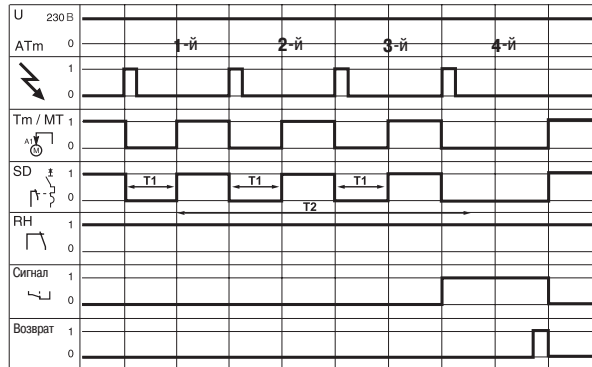 U 230 В
ATm 0 1-й 2-й 3-й 4-й
1
0
Tm / MT 1
A1
M 0
SD 1
T1 T1 T1
0
T2
RH 1
0
Сигнал 1
0
Возврат 1
0